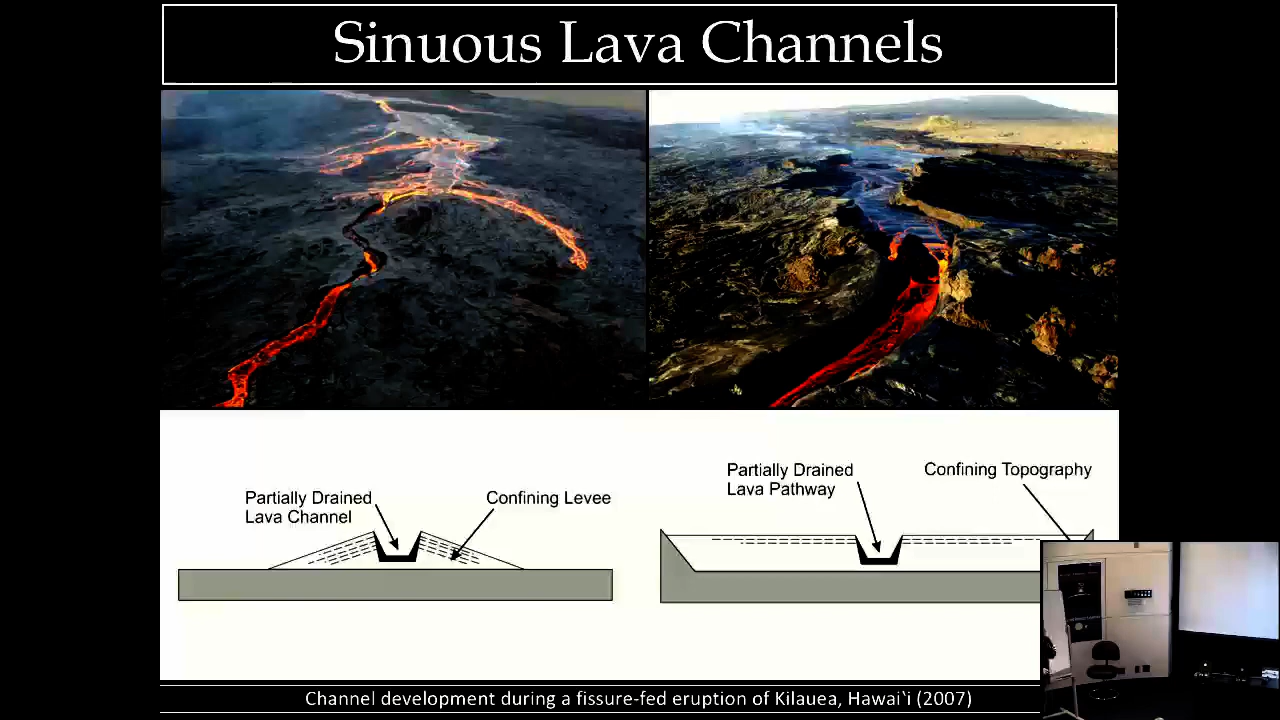 Sinuous Lava Channels
Partially Drained
Lava Channel
Confining Levee
Partially Drained
Lava Pathway
Confining Topography
Channel development during a fissure-fed eruption of Kilauea, Hawai‛i (2007)